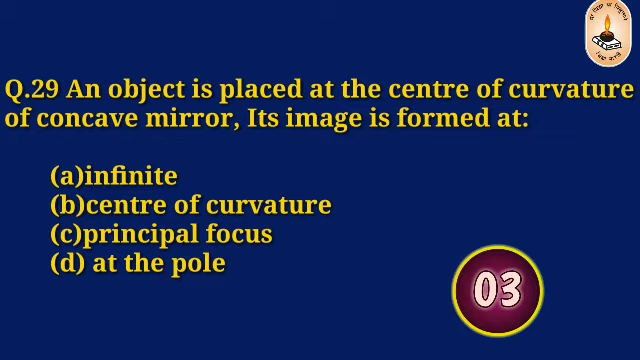 Q.29 An object is placed at the centre of curvature
of concave mirror, Its image is formed at:
(a)infinite
(b)centre of curvature
(c)principal focus
(d) at the pole
03